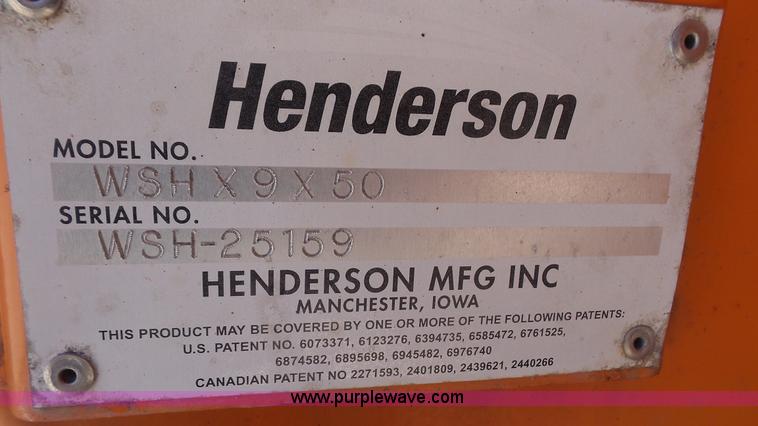 Henderson
MODEL NO.
WSH X 9 X 50
SERIAL NO.
WSH-25159
HENDERSON MFG INC
MANCHESTER, IOWA
THIS PRODUCT MAY BE COVERED BY ONE OR MORE OF THE FOLLOWING PATENTS:
U.S. PATENT NO. 6073371, 6123276, 6394735, 6585472, 6761525,
6874582, 6895698, 6945482, 6976740
CANADIAN PATENT NO 2271593, 2401809, 2439621, 2440266
www.purplewave.com